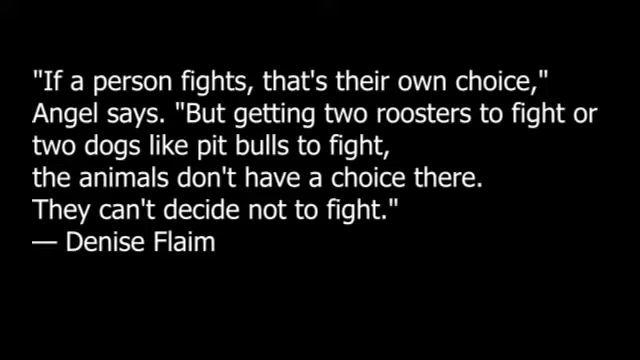 "If a person fights, that's their own choice,"
Angel says. "But getting two roosters to fight or
two dogs like pit bulls to fight,
the animals don't have a choice there.
They can't decide not to fight."
— Denise Flaim